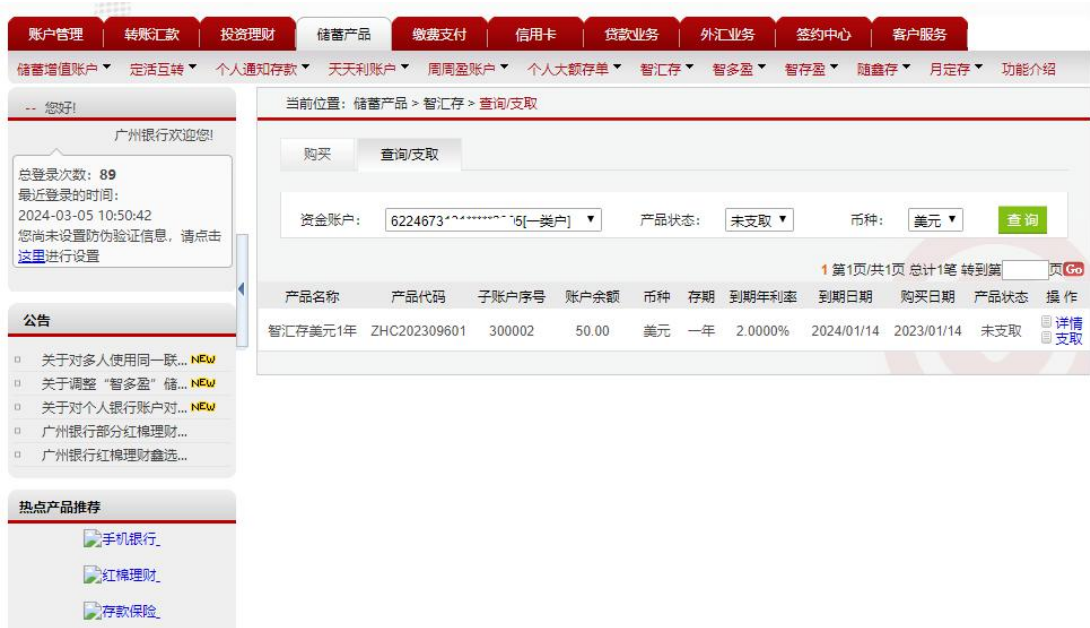 账户管理 转账汇款 投资理财 储蓄产品 缴费支付 信用卡 贷款业务 外汇业务 签约中心 客户服务
储蓄增值账户 定活互转 个人通知存款 天天利账户 周周盈账户 个人大额存单 智汇存 智多盈 智存盈 随鑫存 月定存 功能介绍
-- 您好!
广州银行欢迎您!
总登录次数: 89
最近登录的时间:
2024-03-05 10:50:42
您尚未设置防伪验证信息, 请点击
这里进行设置
公告
关于对多人使用同一联... NEW
关于调整“智多盈”储... NEW
关于对个人银行账户对... NEW
广州银行部分红棉理财...
广州银行红棉理财鑫选...
热点产品推荐
手机银行_
红棉理财_
存款保险_
当前位置: 储蓄产品 > 智汇存 > 查询/支取
购买 查询/支取
资金账户: 6224673 5[一类户] 产品状态: 未支取 币种: 美元 查询
1 第1页/共1页 总计1笔 转到第 页 Go
产品名称 产品代码 子账户序号 账户余额 币种 存期 到期年利率 到期日期 购买日期 产品状态 操作
智汇存美元1年 ZHC202309601 300002 50.00 美元 一年 2.0000% 2024/01/14 2023/01/14 未支取 详情
支取